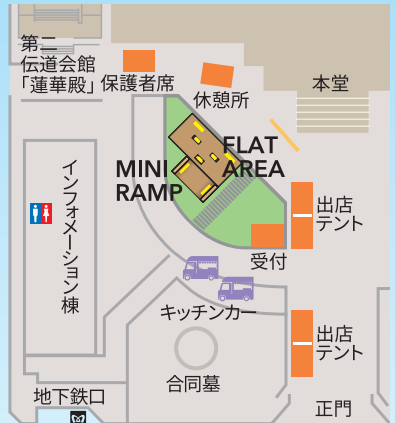 第二
伝道会館
「蓮華殿」
保護者席
休憩所
本堂
FLAT
AREA
MINI
RAMP
インフォメーション棟
出店
テント
受付
キッチンカー
出店
テント
合同墓
地下鉄口
正門